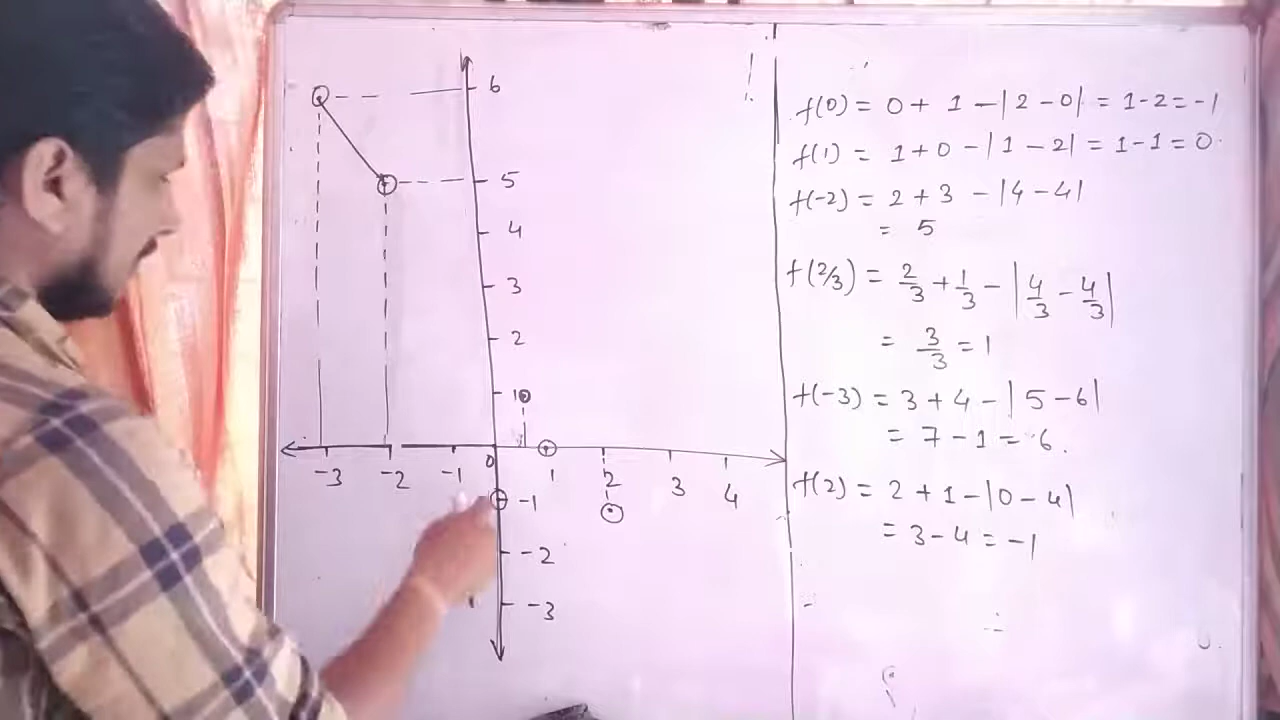 6
5
4
3
2
1
-3 -2 -1 0 1 2 3 4
-1
-2
-3
f(0) = 0 + 1 - |2 - 0| = 1 - 2 = -1
f(1) = 1 + 0 - |1 - 2| = 1 - 1 = 0
f(-2) = 2 + 3 - |4 - 4|
= 5
f(2/3) = 2/3 + 1/3 - |4/3 - 4/3|
= 3/3 = 1
f(-3) = 3 + 4 - |5 - 6|
= 7 - 1 = 6.
f(2) = 2 + 1 - |0 - 4|
= 3 - 4 = -1